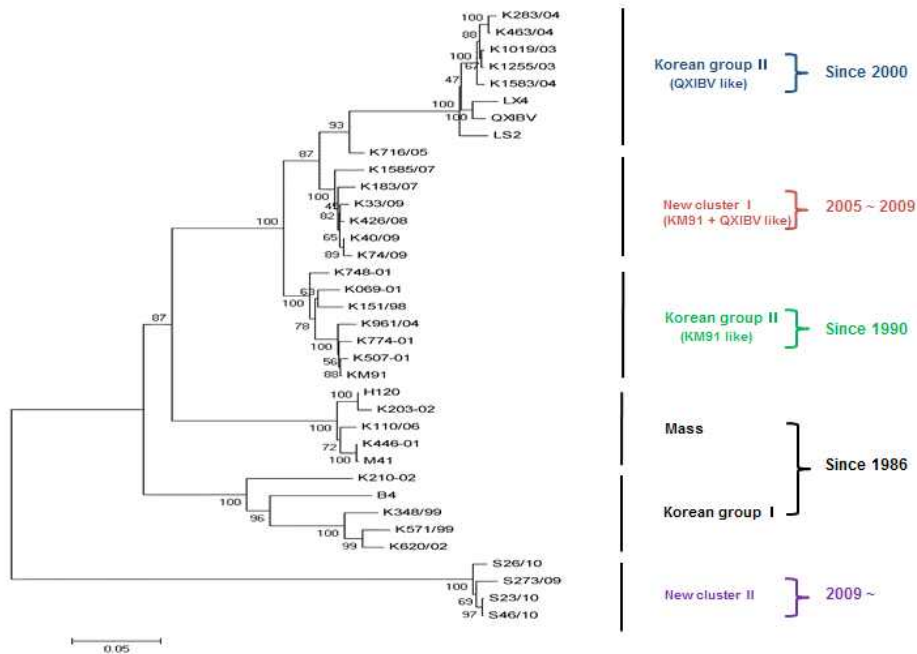 100
K283/04
88
K463/04
100
K1019/03
67
K1255/03
47
K1583/04
100
LX4
100
QXIBV
LS2
93
K716/05
87
K1585/07
K183/07
100
K33/09
41
K426/08
82
65
K40/09
89
K74/09
100
K748-01
63
K069-01
100
K151/98
78
K961/04
K774-01
100
K507-01
56
88
KM91
87
100
H120
K203-02
100
K110/06
72
K446-01
100
M41
K210-02
100
B4
96
K348/99
100
K571/99
99
K620/02
S26/10
100
S273/09
69
S23/10
97
S46/10
0.05
Korean group II
(QXIBV like)
Since 2000
New cluster I
(KM91 + QXIBV like)
2005 ~ 2009
Korean group II
(KM91 like)
Since 1990
Mass
Since 1986
Korean group I
New cluster II
2009 ~